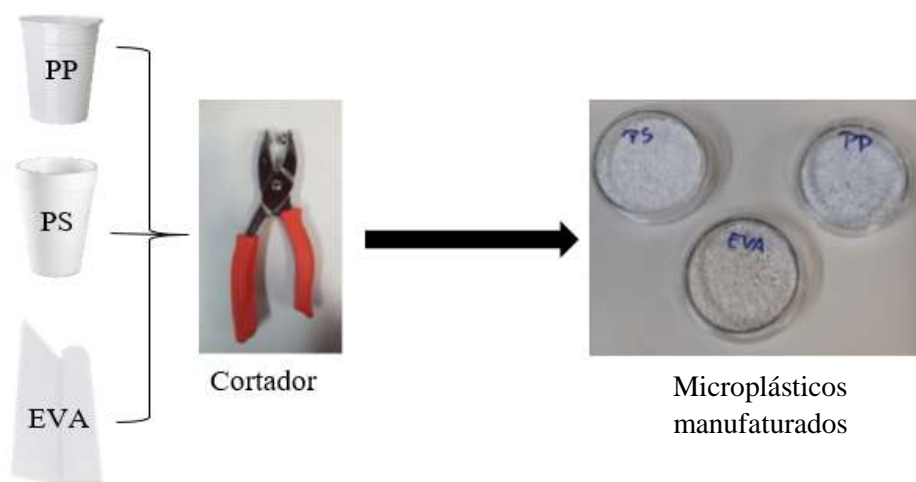 PP
PS
EVA
Cortador
PS
PP
EVA
Microplásticos
manufaturados